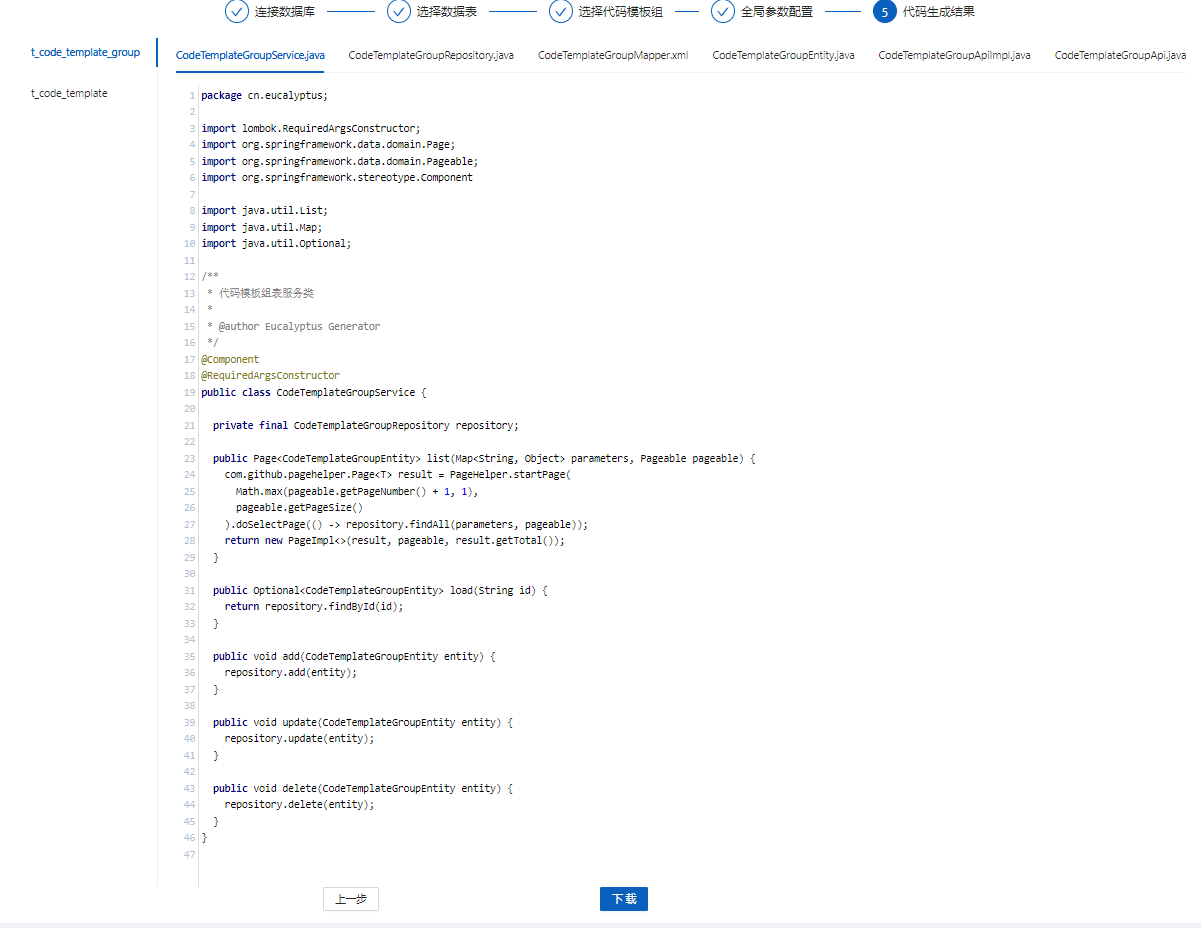 连接数据库 选择数据表 选择代码模板组 全局参数配置 5 代码生成结果
t_code_template_group
t_code_template
CodeTemplateGroupService.java CodeTemplateGroupRepository.java CodeTemplateGroupMapper.xml CodeTemplateGroupEntity.java CodeTemplateGroupApiImpl.java CodeTemplateGroupApi.java
1 package cn.eucalyptus;
2
3 import lombok.RequiredArgsConstructor;
4 import org.springframework.data.domain.Page;
5 import org.springframework.data.domain.Pageable;
6 import org.springframework.stereotype.Component
7
8 import java.util.List;
9 import java.util.Map;
10 import java.util.Optional;
11
12 /**
13  * 代码模板组表服务类
14  *
15  * @author Eucalyptus Generator
16  */
17 @Component
18 @RequiredArgsConstructor
19 public class CodeTemplateGroupService {
20
21   private final CodeTemplateGroupRepository repository;
22
23   public Page<CodeTemplateGroupEntity> list(Map<String, Object> parameters, Pageable pageable) {
24     com.github.pagehelper.Page<T> result = PageHelper.startPage(
25       Math.max(pageable.getPageNumber() + 1, 1),
26       pageable.getPageSize()
27     ).doSelectPage(() -> repository.findAll(parameters, pageable));
28     return new PageImpl<>(result, pageable, result.getTotal());
29   }
30
31   public Optional<CodeTemplateGroupEntity> load(String id) {
32     return repository.findById(id);
33   }
34
35   public void add(CodeTemplateGroupEntity entity) {
36     repository.add(entity);
37   }
38
39   public void update(CodeTemplateGroupEntity entity) {
40     repository.update(entity);
41   }
42
43   public void delete(CodeTemplateGroupEntity entity) {
44     repository.delete(entity);
45   }
46 }
47
上一步 下载